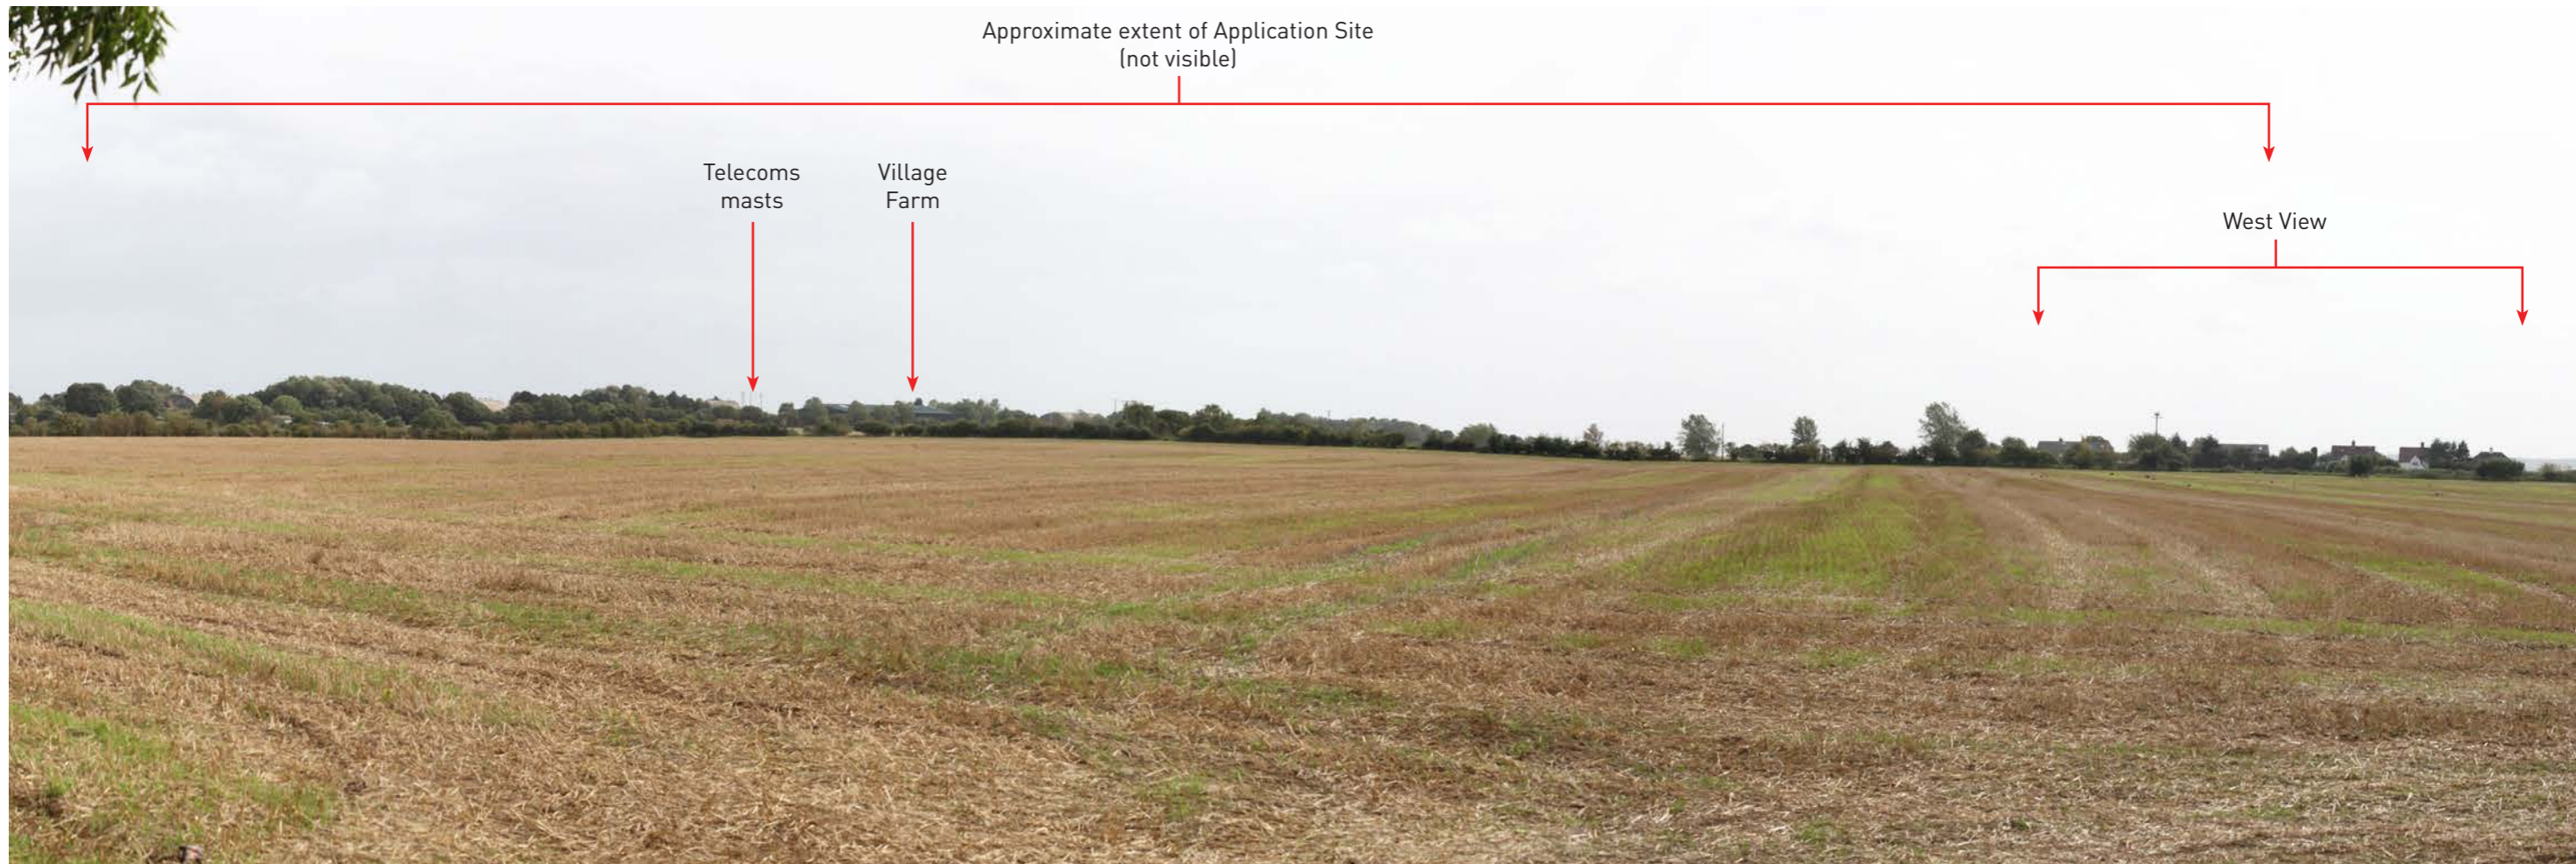 Approximate extent of Application Site
(not visible)
Telecoms
masts
Village
Farm
West View